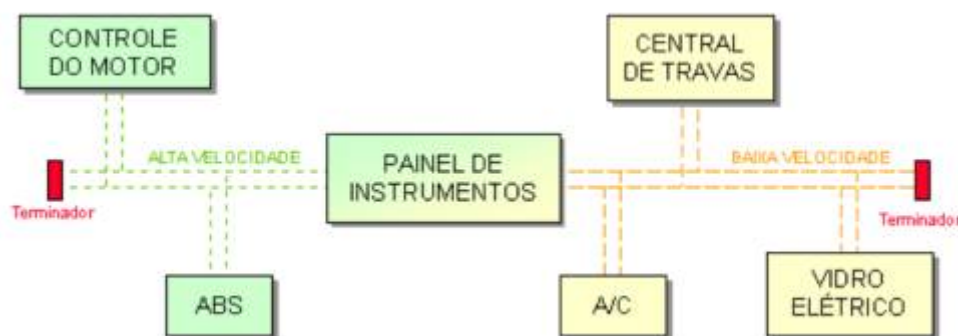 CONTROLE
DO MOTOR
CENTRAL
DE TRAVAS
ALTA VELOCIDADE
PAINEL DE
INSTRUMENTOS
BAIXA VELOCIDADE
Terminador
Terminador
ABS
A/C
VIDRO
ELÉTRICO